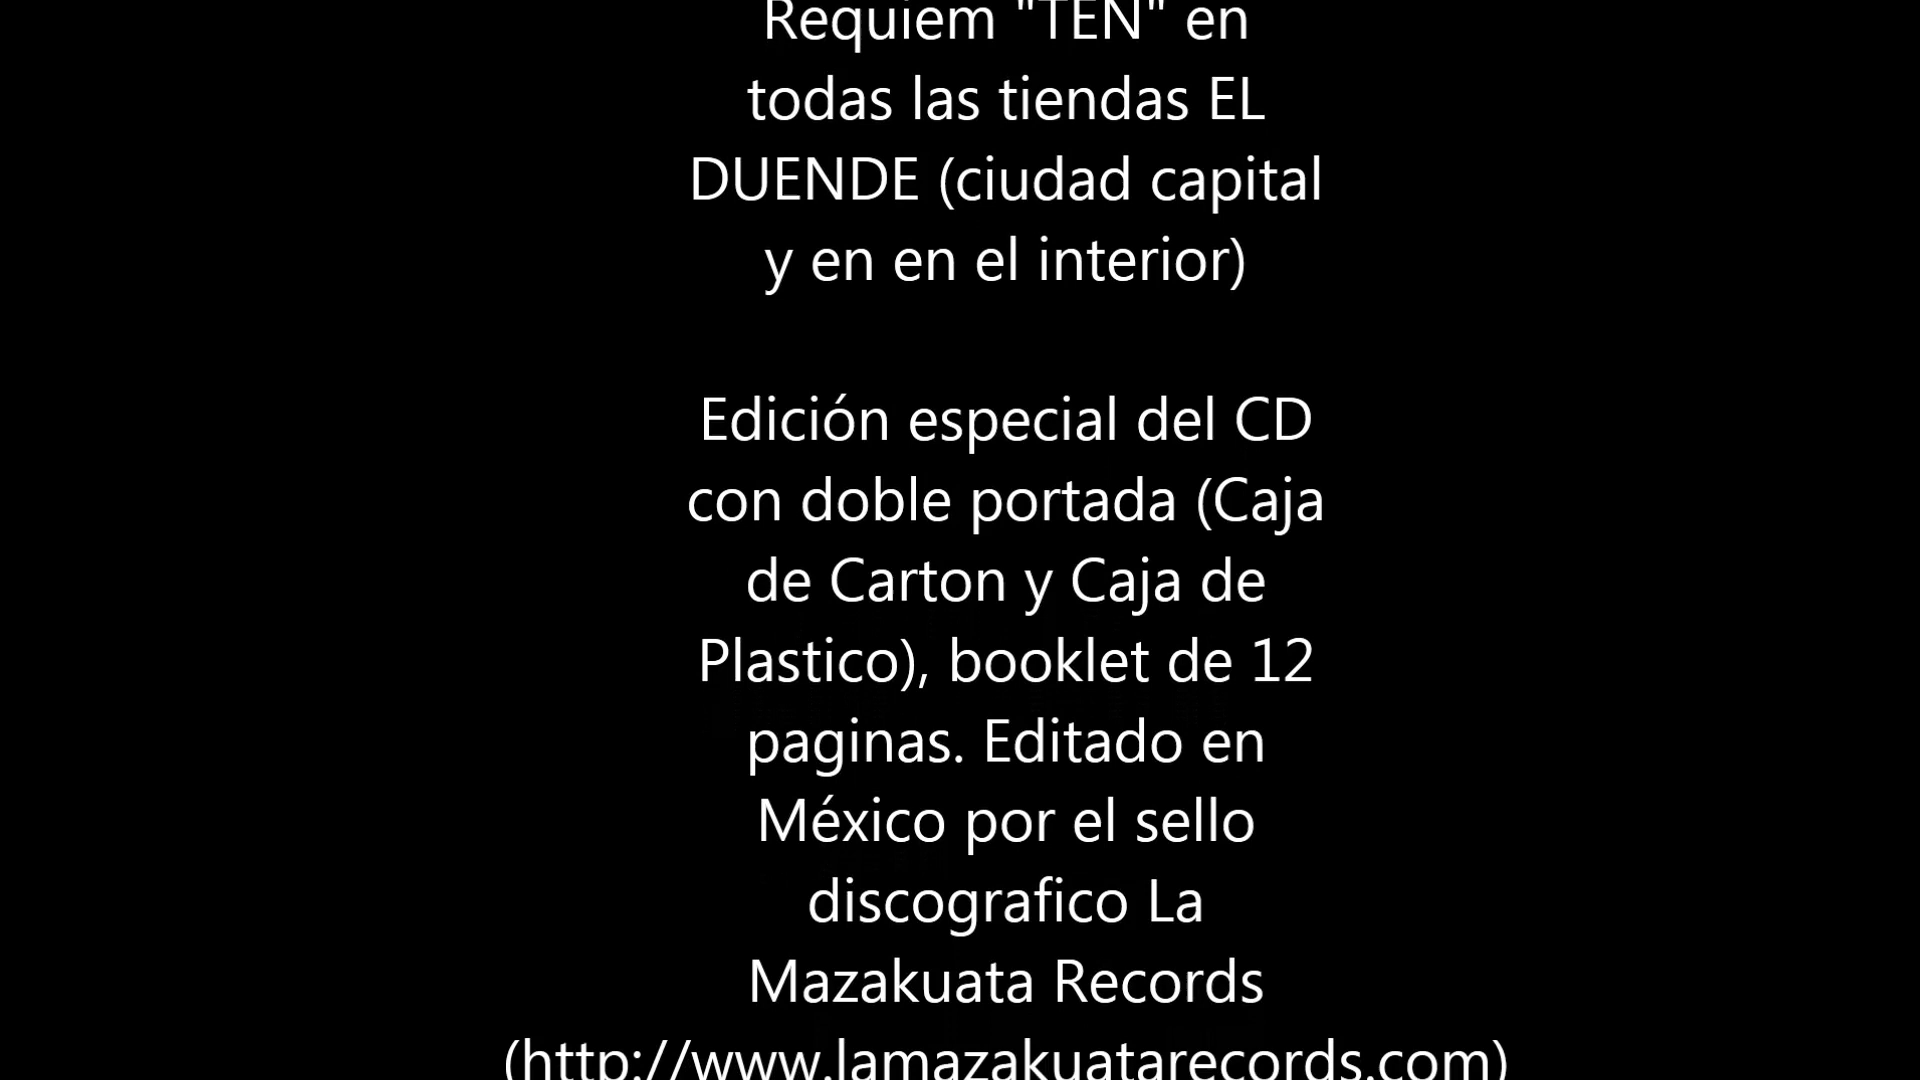 Requiem "TEN" en
todas las tiendas EL
DUENDE (ciudad capital
y en en el interior)
Edición especial del CD
con doble portada (Caja
de Carton y Caja de
Plastico), booklet de 12
paginas. Editado en
México por el sello
discografico La
Mazakuata Records
(http://www.lamazakuatarecords.com)